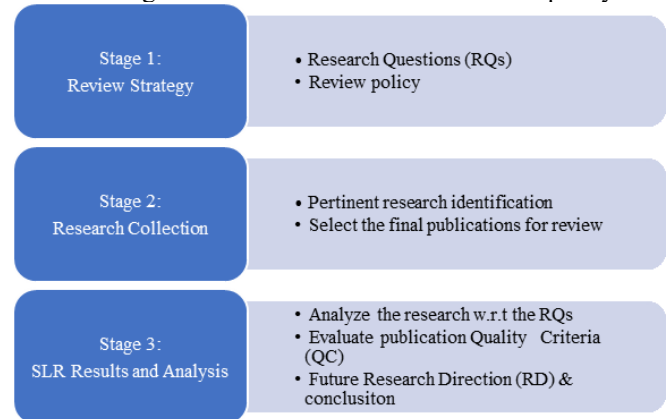 Stage 1:
Review Strategy
• Research Questions (RQs)
• Review policy
Stage 2:
Research Collection
• Pertinent research identification
• Select the final publications for review
Stage 3:
SLR Results and Analysis
• Analyze the research w.r.t the RQs
• Evaluate publication Quality Criteria
(QC)
• Future Research Direction (RD) &
conclusiton